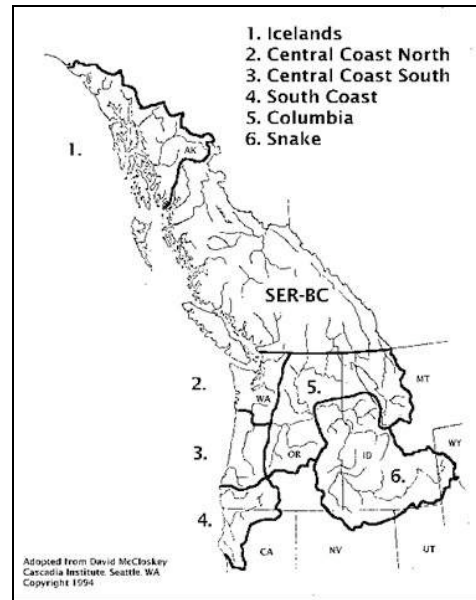 1. Icelands
2. Central Coast North
3. Central Coast South
4. South Coast
5. Columbia
6. Snake
1.
AK
SER-BC
2.
WA
5.
MT
3.
OR
ID
WY
6.
4.
CA
NV
UT
Adopted from David McCloskey
Cascadia Institute, Seattle, WA
Copyright 1994